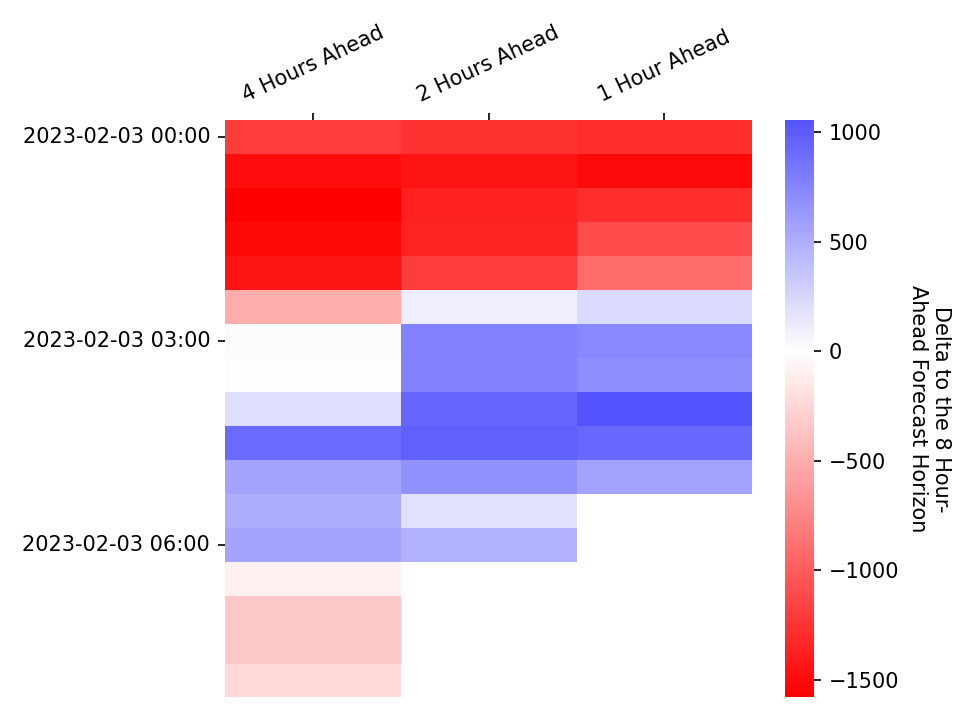 4 Hours Ahead
2 Hours Ahead
1 Hour Ahead
2023-02-03 00:00
2023-02-03 03:00
2023-02-03 06:00
1000
500
0
−500
−1000
−1500
Delta to the 8 Hour-
Ahead Forecast Horizon